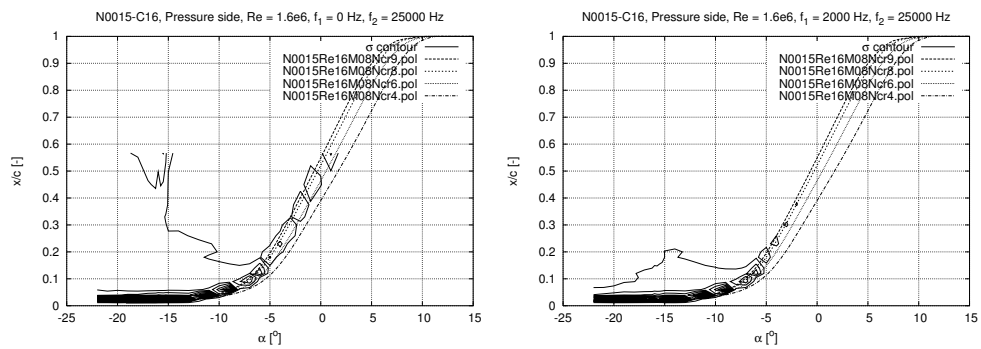 N0015-C16, Pressure side, Re = 1.6e6, f1 = 0 Hz, f2 = 25000 Hz
1
0.9
0.8
0.7
0.6
0.5
0.4
0.3
0.2
0.1
0
x/c [-]
σ contour
N0015Re16M08Ncr9.pol
N0015Re16M08Ncr8.pol
N0015Re16M08Ncr6.pol
N0015Re16M08Ncr4.pol
-25 -20 -15 -10 -5 0 5 10 15
α [o]
N0015-C16, Pressure side, Re = 1.6e6, f1 = 2000 Hz, f2 = 25000 Hz
1
0.9
0.8
0.7
0.6
0.5
0.4
0.3
0.2
0.1
0
x/c [-]
σ contour
N0015Re16M08Ncr9.pol
N0015Re16M08Ncr8.pol
N0015Re16M08Ncr6.pol
N0015Re16M08Ncr4.pol
-25 -20 -15 -10 -5 0 5 10 15
α [o]